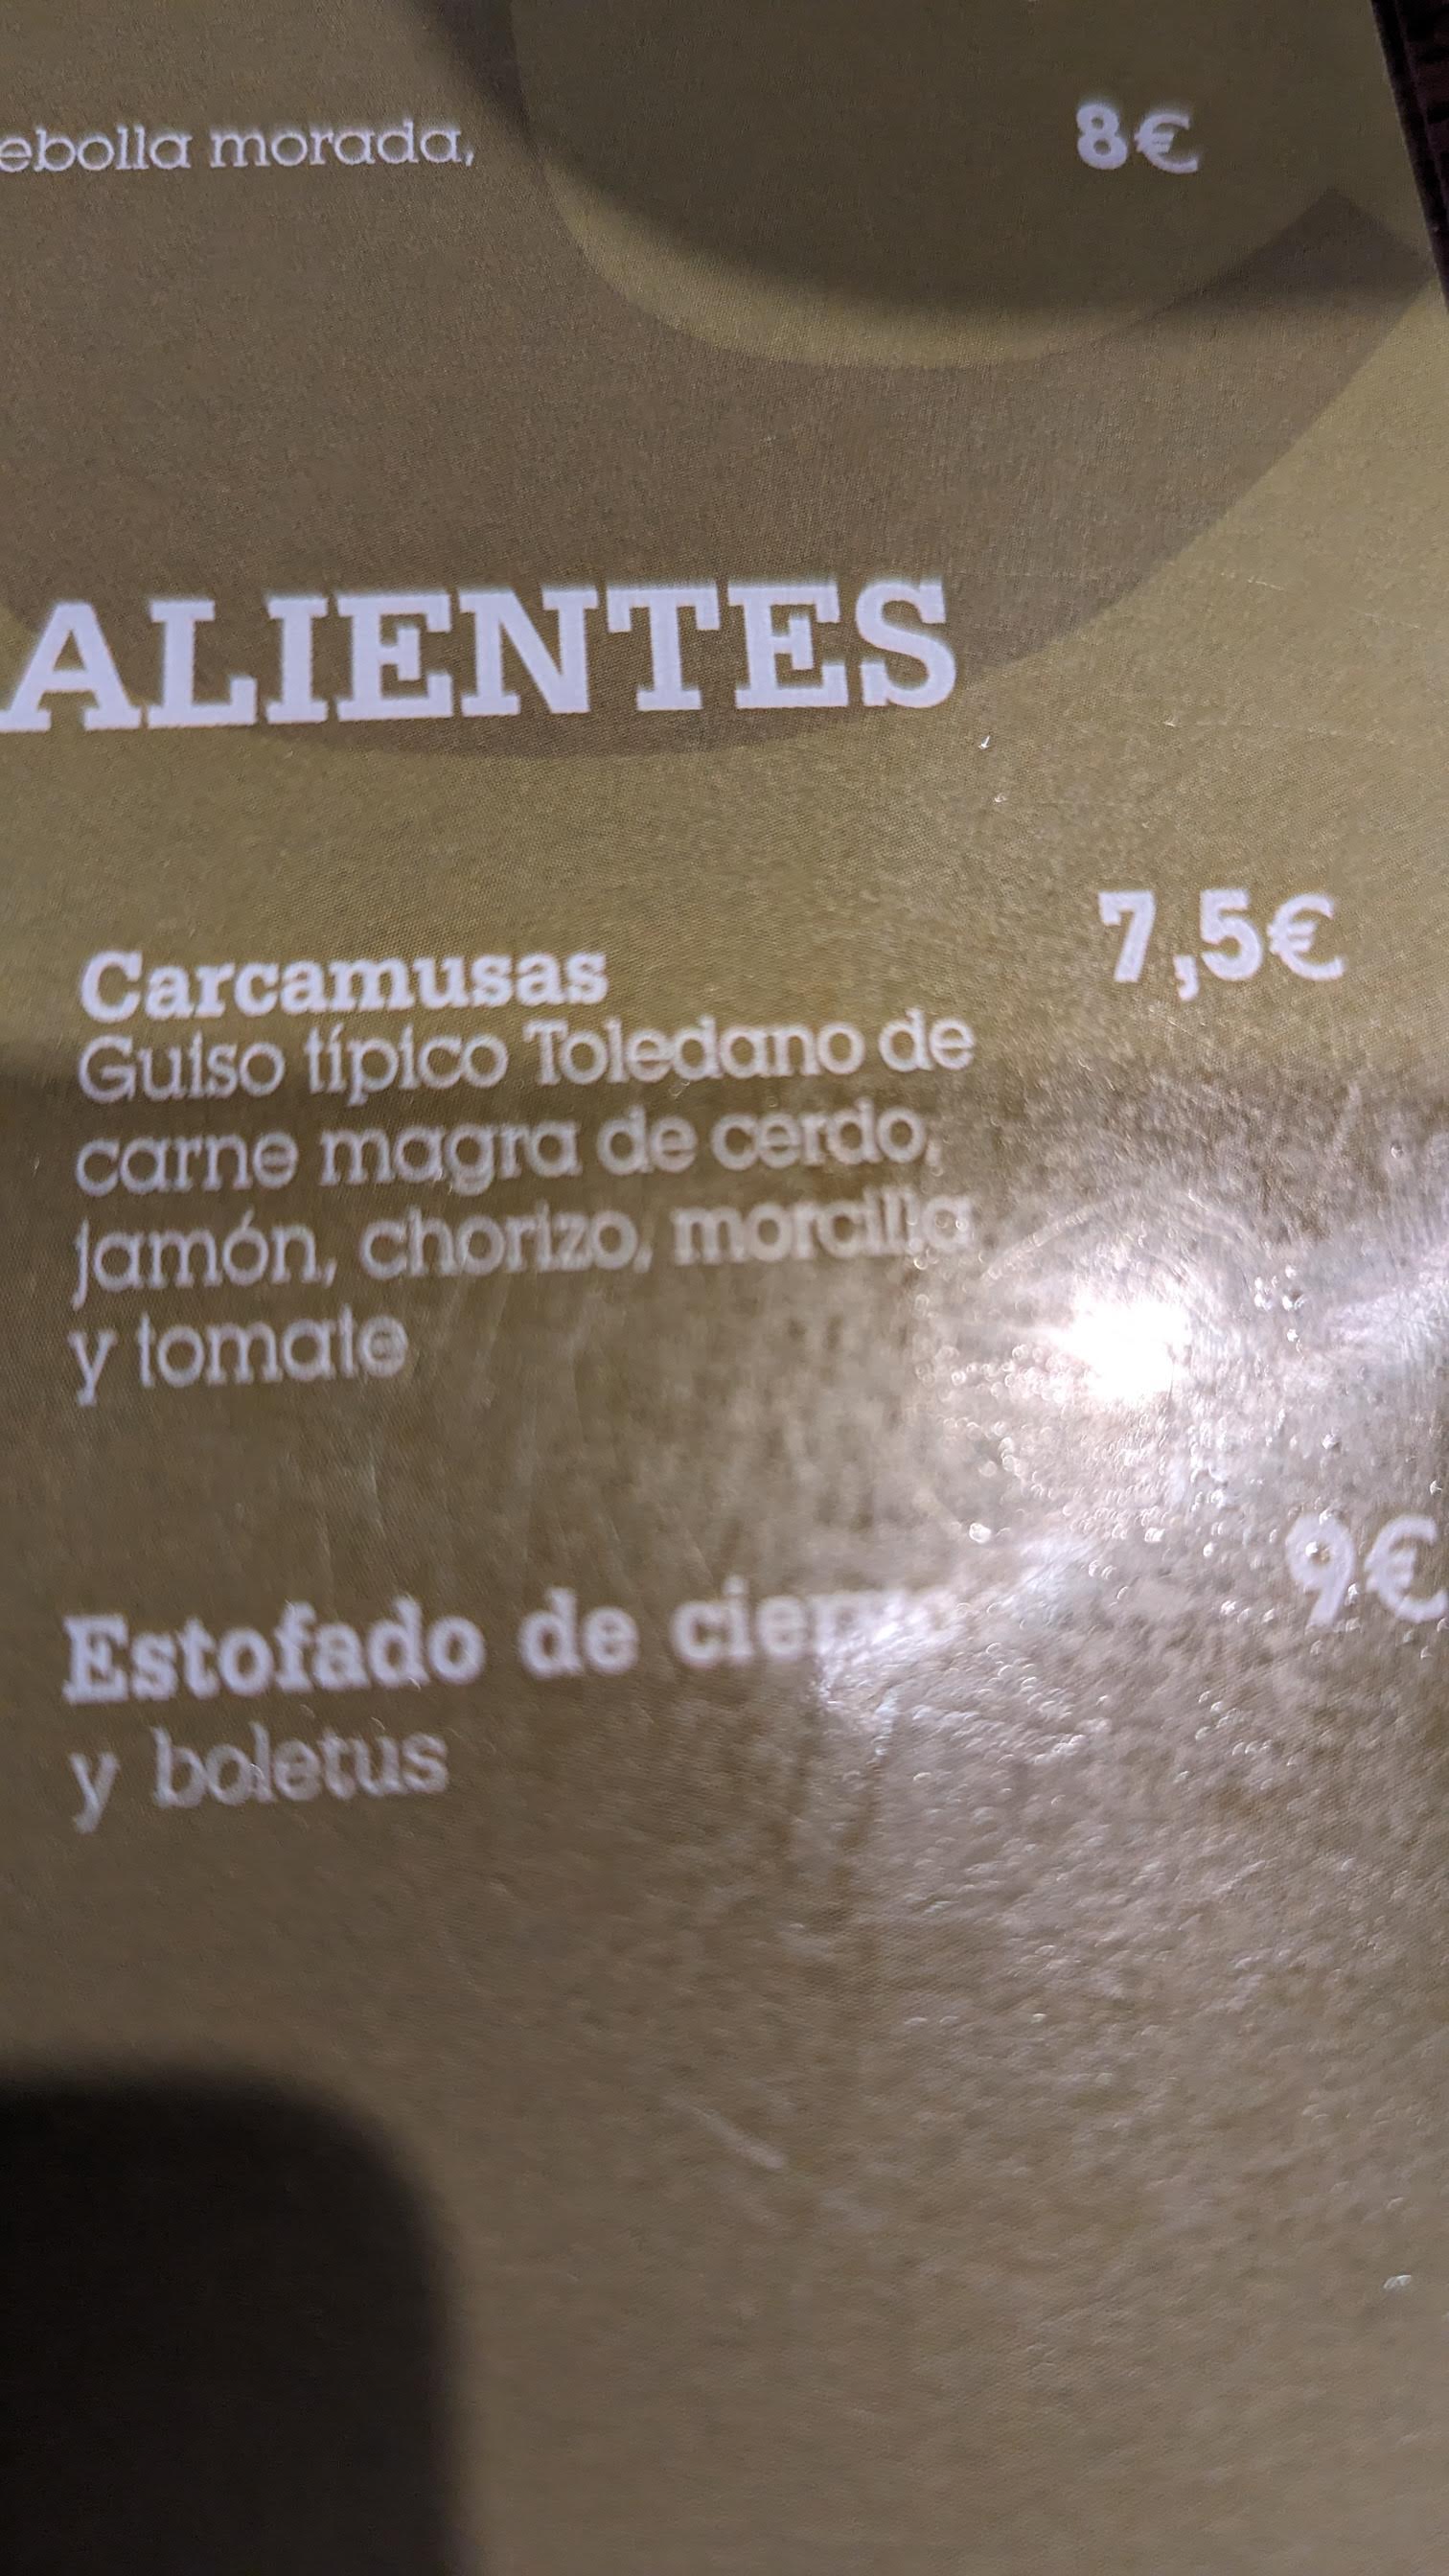 ebolla morada,
8€
ALIENTES
Carcamusas
7,5€
Guiso típico Toledano de
carne magra de cerdo,
jamón, chorizo, morcilla
y tomate
Estofado de
9€
y boletus